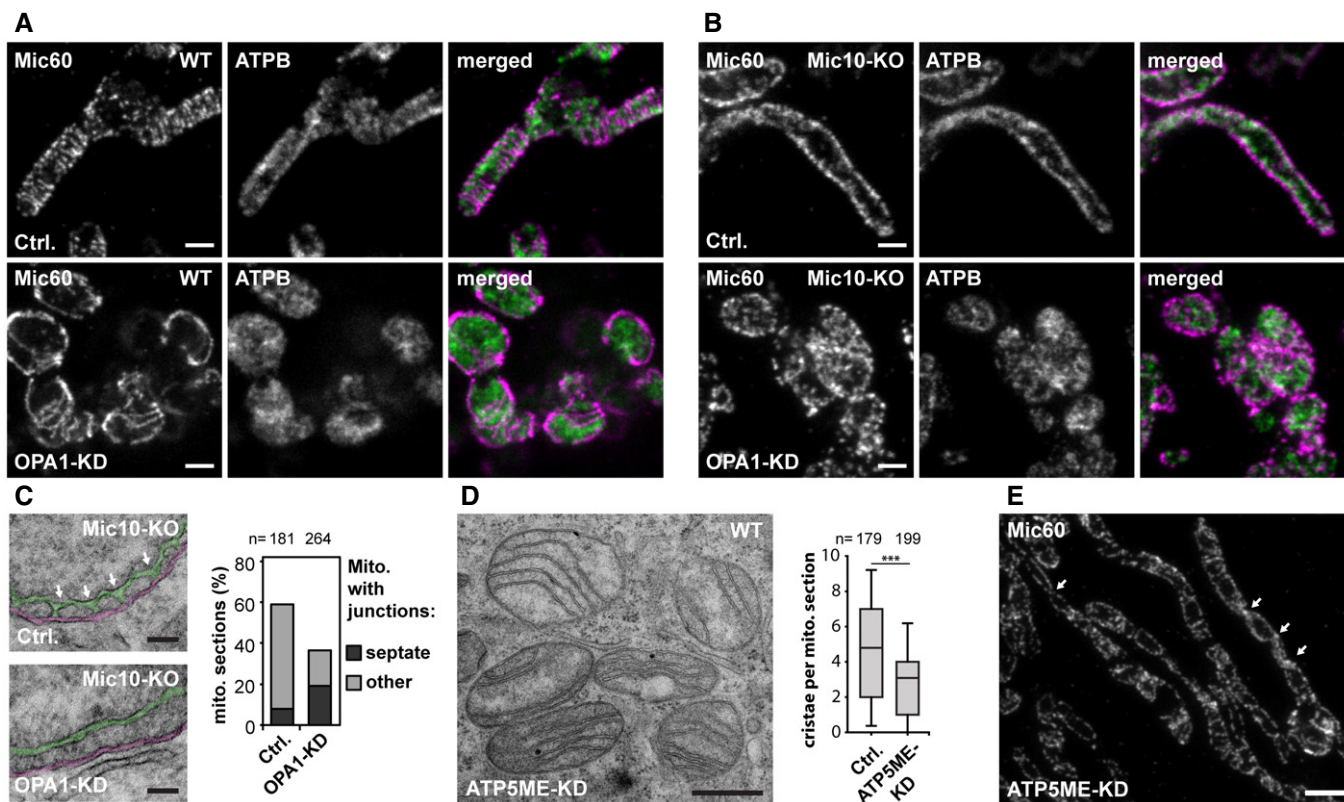 A
Mic60 WT ATPB merged
Ctrl.
Mic60 WT ATPB merged
OPA1-KD
B
Mic60 Mic10-KO ATPB merged
Ctrl.
Mic60 Mic10-KO ATPB merged
OPA1-KD
C
Mic10-KO
Ctrl.
Mic10-KO
OPA1-KD
n= 181 264
mito. sections (%)
80
60
40
20
0
Ctrl.
OPA1-KD
Mito.
with
junctions:
septate
other
D
WT
ATP5ME-KD
n= 179 199
***
cristae per mito. section
10
8
6
4
2
0
Ctrl.
ATP5ME-
KD
E
Mic60
ATP5ME-KD